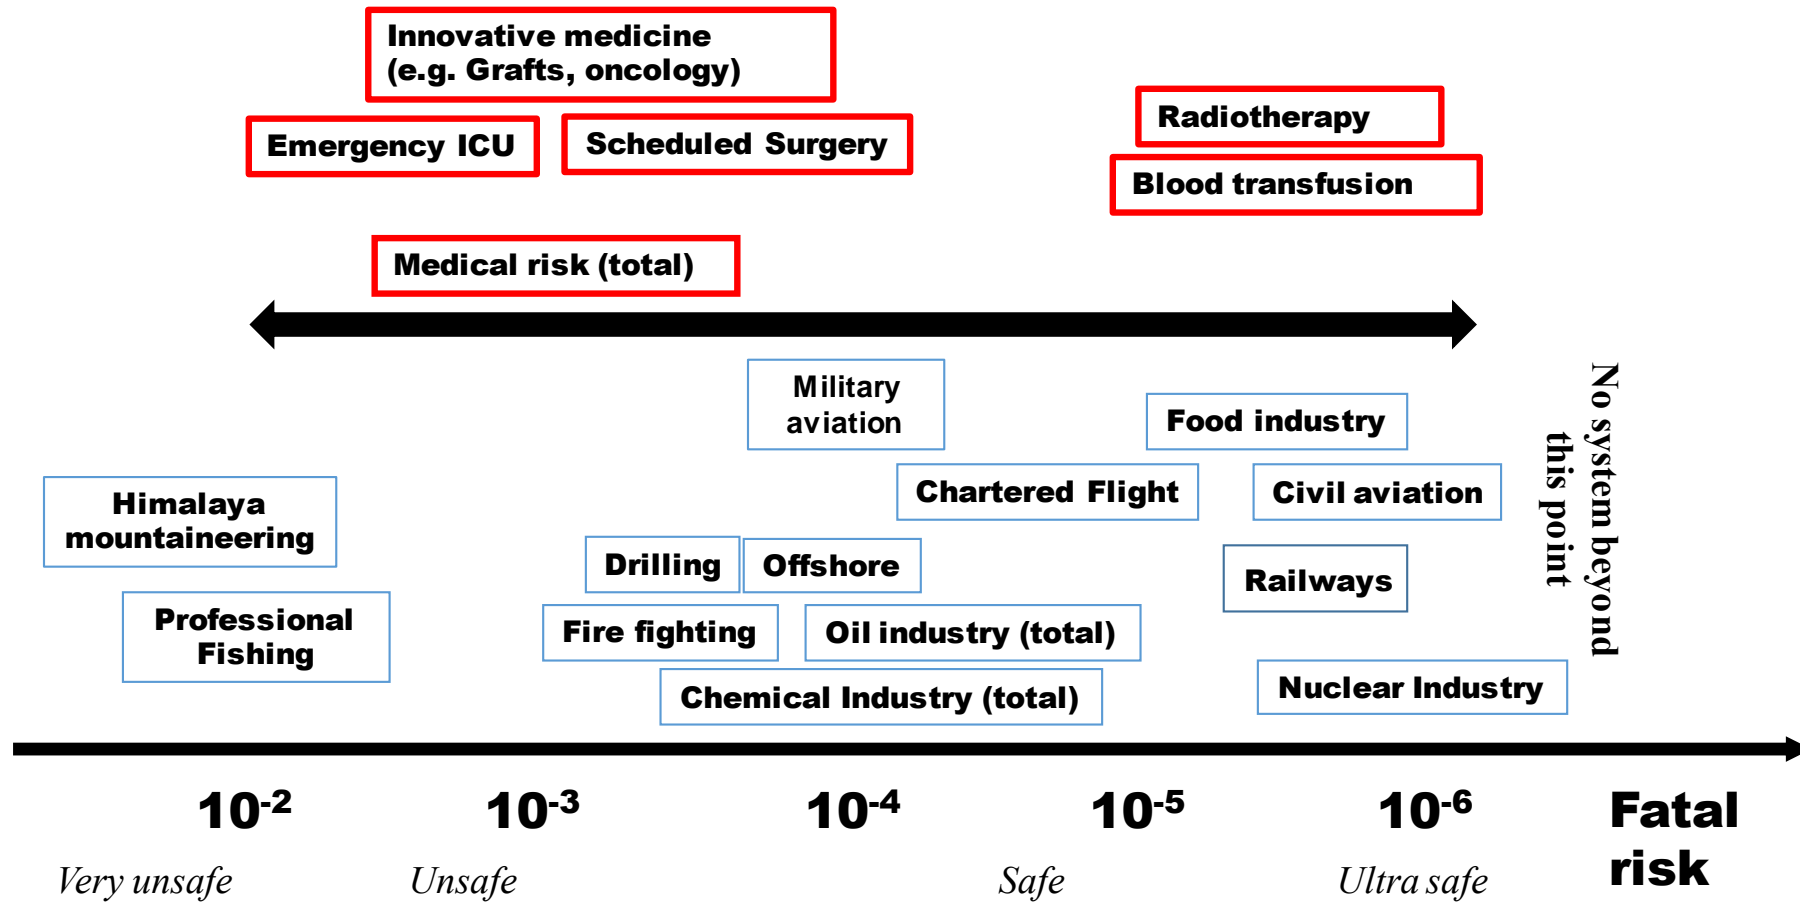 Innovative medicine
(e.g. Grafts, oncology)
Radiotherapy
Emergency ICU
Scheduled Surgery
Blood transfusion
Medical risk (total)
Military
aviation
Food industry
No system beyond
this point
Himalaya
mountaineering
Chartered Flight
Civil aviation
Drilling
Offshore
Railways
Professional
Fishing
Fire fighting
Oil industry (total)
Chemical Industry (total)
Nuclear Industry
10⁻²
10⁻³
10⁻⁴
10⁻⁵
10⁻⁶
Fatal
risk
Very unsafe
Unsafe
Safe
Ultra safe